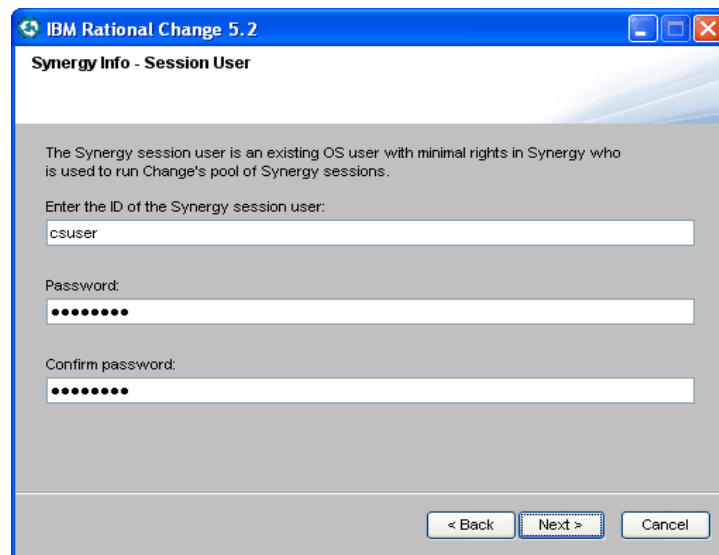 IBM Rational Change 5.2
Synergy Info - Session User
The Synergy session user is an existing OS user with minimal rights in Synergy who
is used to run Change's pool of Synergy sessions.
Enter the ID of the Synergy session user:
csuser
Password:
●●●●●●●●
Confirm password:
●●●●●●●●
< Back Next > Cancel